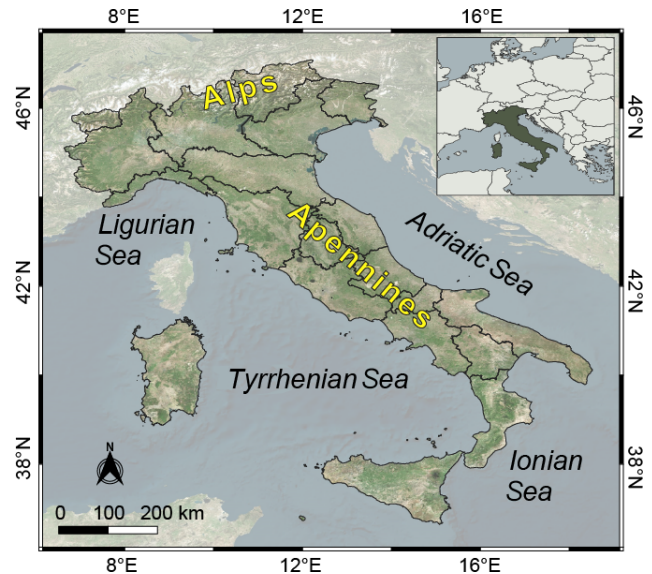 8°E 12°E 16°E
Alps
46°N 46°N
Ligurian
Sea
Apennines
Adriatic Sea
42°N 42°N
Tyrrhenian Sea
N
38°N 38°N
Ionian
Sea
0 100 200 km
8°E 12°E 16°E